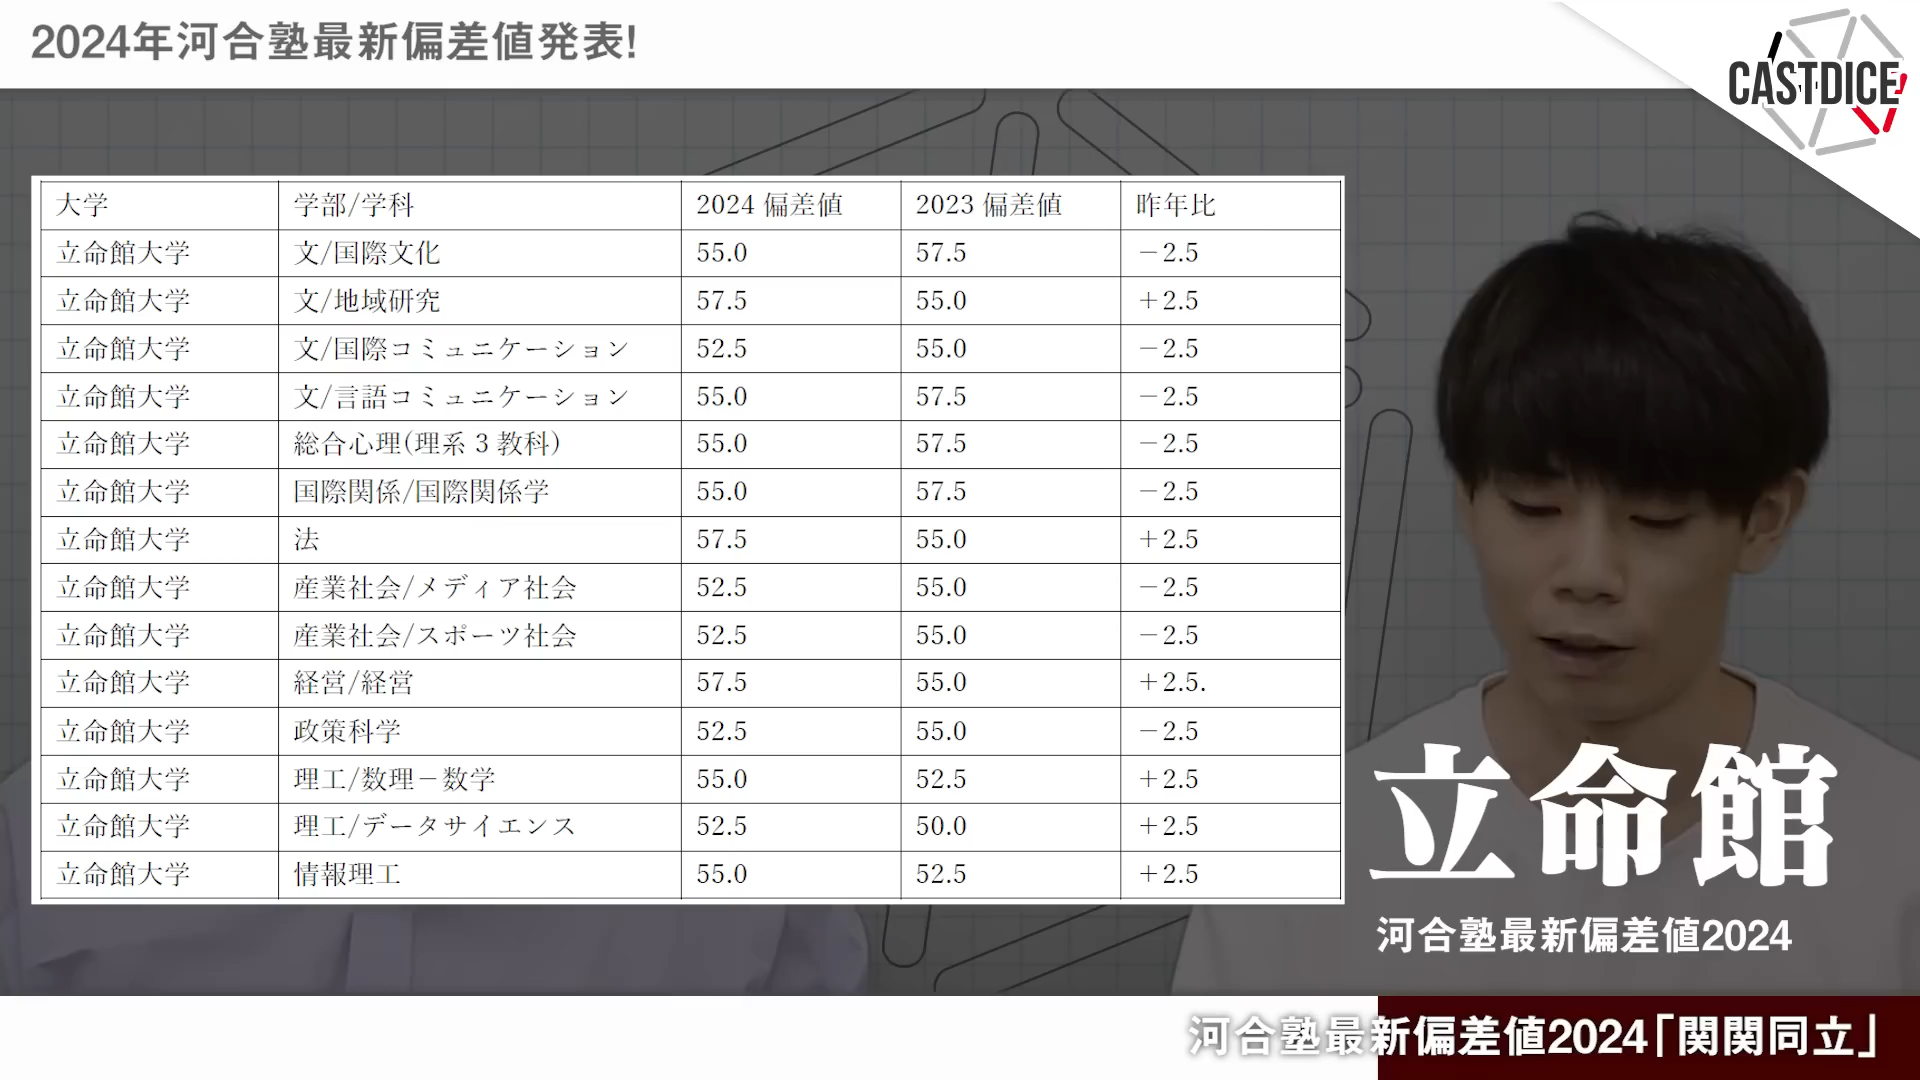 2024年河合塾最新偏差値発表!
CASTDICE
大学 学部/学科 2024 偏差値 2023 偏差値 昨年比
立命館大学 文/国際文化 55.0 57.5 −2.5
立命館大学 文/地域研究 57.5 55.0 +2.5
立命館大学 文/国際コミュニケーション 52.5 55.0 −2.5
立命館大学 文/言語コミュニケーション 55.0 57.5 −2.5
立命館大学 総合心理(理系 3 教科) 55.0 57.5 −2.5
立命館大学 国際関係/国際関係学 55.0 57.5 −2.5
立命館大学 法 57.5 55.0 +2.5
立命館大学 産業社会/メディア社会 52.5 55.0 −2.5
立命館大学 産業社会/スポーツ社会 52.5 55.0 −2.5
立命館大学 経営/経営 57.5 55.0 +2.5.
立命館大学 政策科学 52.5 55.0 −2.5
立命館大学 理工/数理−数学 55.0 52.5 +2.5
立命館大学 理工/データサイエンス 52.5 50.0 +2.5
立命館大学 情報理工 55.0 52.5 +2.5
立命館
河合塾最新偏差値2024
河合塾最新偏差値2024「関関同立」